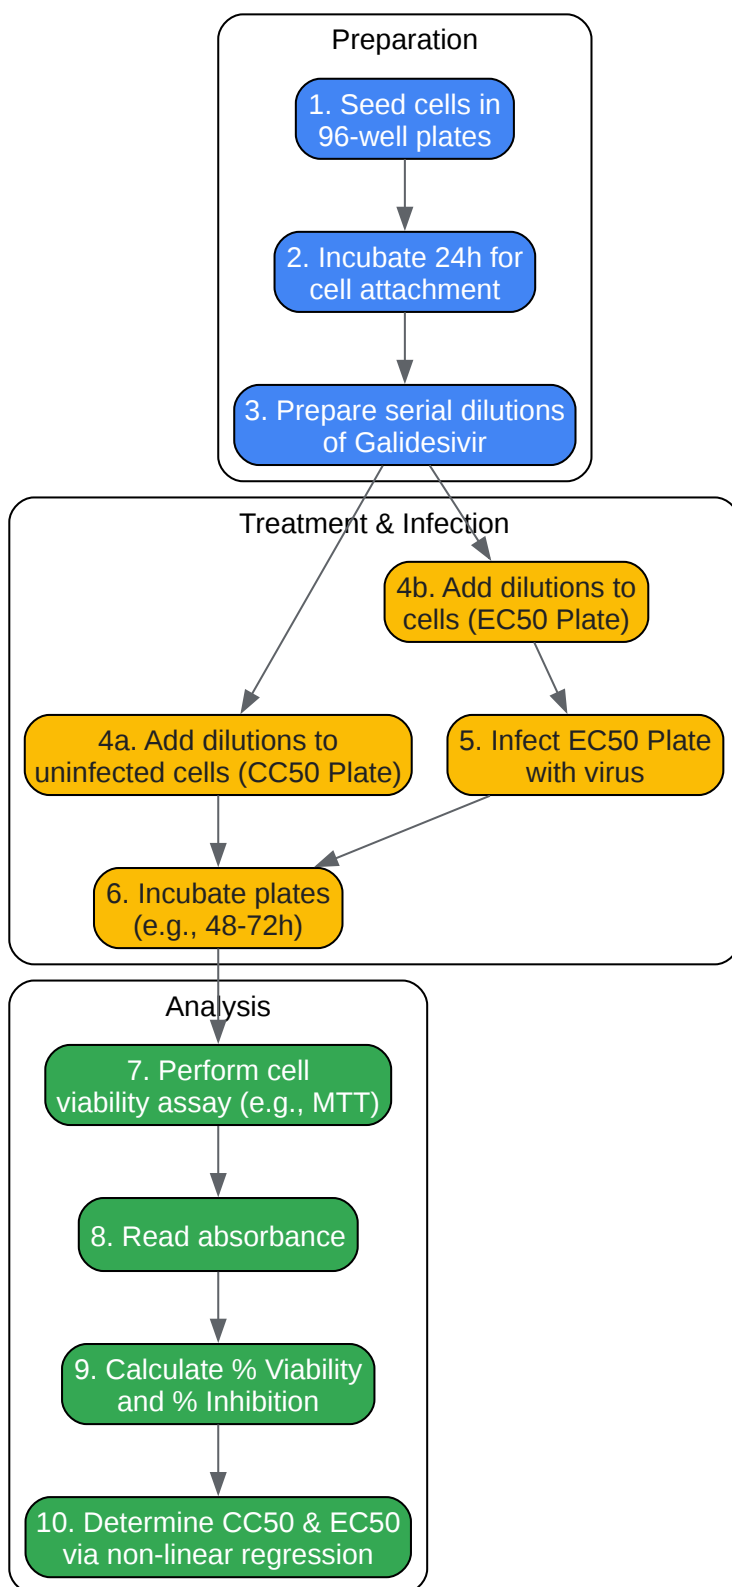 Preparation
1. Seed cells in
96-well plates
2. Incubate 24h for
cell attachment
3. Prepare serial dilutions
of Galidesivir
Treatment & Infection
4b. Add dilutions to
cells (EC50 Plate)
4a. Add dilutions to
uninfected cells (CC50 Plate)
5. Infect EC50 Plate
with virus
6. Incubate plates
(e.g., 48-72h)
Analysis
7. Perform cell
viability assay (e.g., MTT)
8. Read absorbance
9. Calculate % Viability
and % Inhibition
10. Determine CC50 & EC50
via non-linear regression